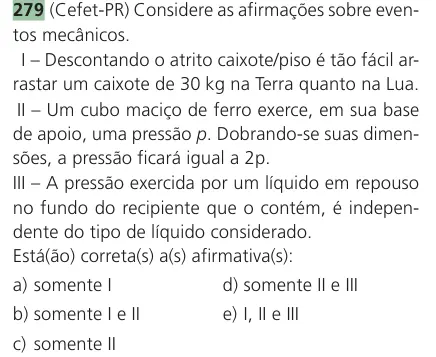 279 (Cefet-PR) Considere as afirmações sobre even-
tos mecânicos.
I – Descontando o atrito caixote/piso é tão fácil ar-
rastar um caixote de 30 kg na Terra quanto na Lua.
II – Um cubo maciço de ferro exerce, em sua base
de apoio, uma pressão p. Dobrando-se suas dimen-
sões, a pressão ficará igual a 2p.
III – A pressão exercida por um líquido em repouso
no fundo do recipiente que o contém, é indepen-
dente do tipo de líquido considerado.
Está(ão) correta(s) a(s) afirmativa(s):
a) somente I
b) somente I e II
c) somente II
d) somente II e III
e) I, II e III